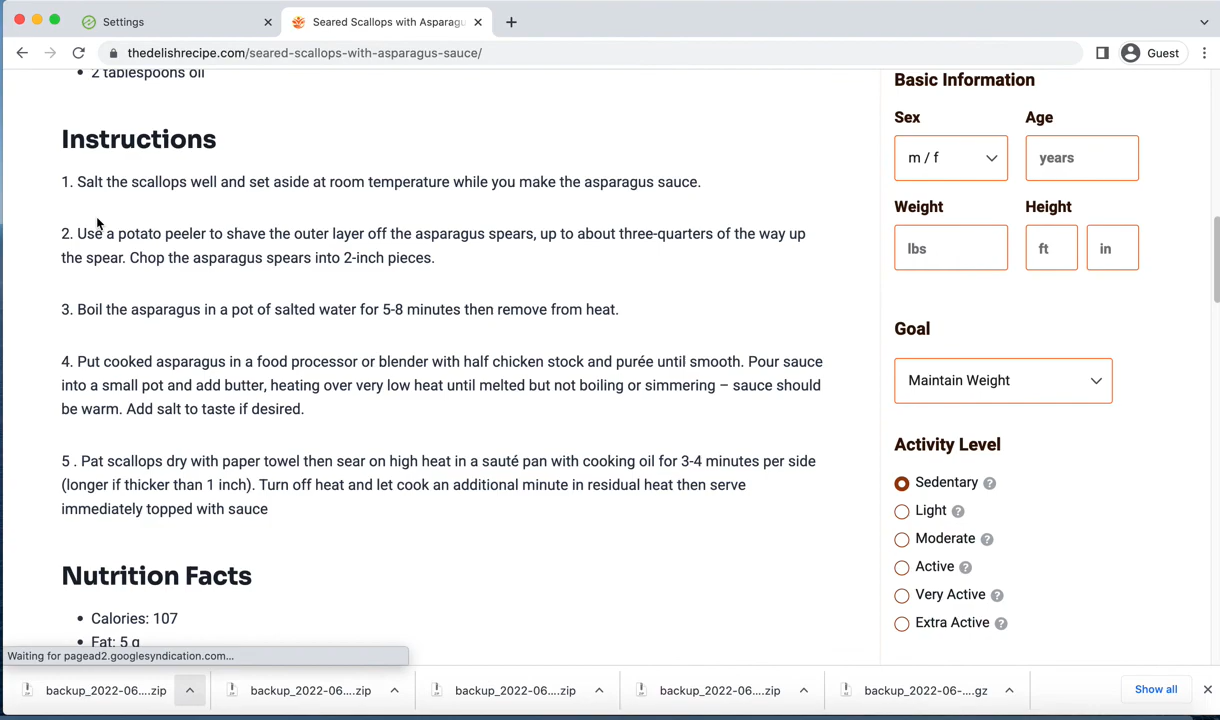 Settings
Seared Scallops with Asparagu
thedelishrecipe.com/seared-scallops-with-asparagus-sauce/
Guest
2 tablespoons oil
Instructions
1. Salt the scallops well and set aside at room temperature while you make the asparagus sauce.
2. Use a potato peeler to shave the outer layer off the asparagus spears, up to about three-quarters of the way up
the spear. Chop the asparagus spears into 2-inch pieces.
3. Boil the asparagus in a pot of salted water for 5-8 minutes then remove from heat.
4. Put cooked asparagus in a food processor or blender with half chicken stock and purée until smooth. Pour sauce
into a small pot and add butter, heating over very low heat until melted but not boiling or simmering – sauce should
be warm. Add salt to taste if desired.
5 . Pat scallops dry with paper towel then sear on high heat in a sauté pan with cooking oil for 3-4 minutes per side
(longer if thicker than 1 inch). Turn off heat and let cook an additional minute in residual heat then serve
immediately topped with sauce
Nutrition Facts
Calories: 107
Fat: 5 g
Basic Information
Sex Age
m / f years
Weight Height
lbs ft in
Goal
Maintain Weight
Activity Level
Sedentary ?
Light ?
Moderate ?
Active ?
Very Active ?
Extra Active ?
Waiting for pagead2.googlesyndication.com...
backup_2022-06....zip backup_2022-06....zip backup_2022-06....zip backup_2022-06....zip backup_2022-06-....gz Show all